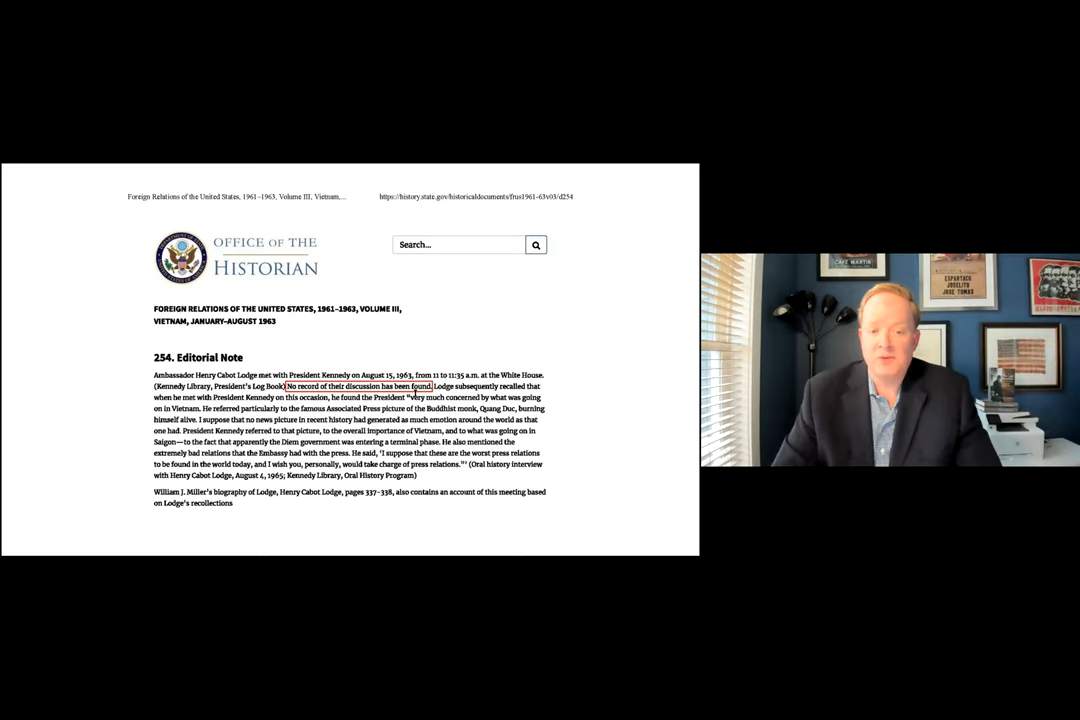 Foreign Relations of the United States, 1961-1963, Volume III, Vietnam,...
https://history.state.gov/historicaldocuments/frus1961-63v03/d254
OFFICE OF THE
HISTORIAN
Search...
FOREIGN RELATIONS OF THE UNITED STATES, 1961–1963, VOLUME III,
VIETNAM, JANUARY–AUGUST 1963
254. Editorial Note
Ambassador Henry Cabot Lodge met with President Kennedy on August 15, 1963, from 11 to 11:35 a.m. at the White House.
(Kennedy Library, President's Log Book) No record of their discussion has been found. Lodge subsequently recalled that
when he met with President Kennedy on this occasion, he found the President "very much concerned by what was going
on in Vietnam. He referred particularly to the famous Associated Press picture of the Buddhist monk, Quang Duc, burning
himself alive. I suppose that no news picture in recent history had generated as much emotion around the world as that
one had. President Kennedy referred to that picture, to the overall importance of Vietnam, and to what was going on in
Saigon—to the fact that apparently the Diem government was entering a terminal phase. He also mentioned the
extremely bad relations that the Embassy had with the press. He said, 'I suppose that these are the worst press relations
to be found in the world today, and I wish you, personally, would take charge of press relations."' (Oral history interview
with Henry Cabot Lodge, August 4, 1965; Kennedy Library, Oral History Program)
William J. Miller's biography of Lodge, Henry Cabot Lodge, pages 337-338, also contains an account of this meeting based
on Lodge's recollections
CAFE MARTIN
ESPARTACO
JOSELITO
JOSE TOMAS